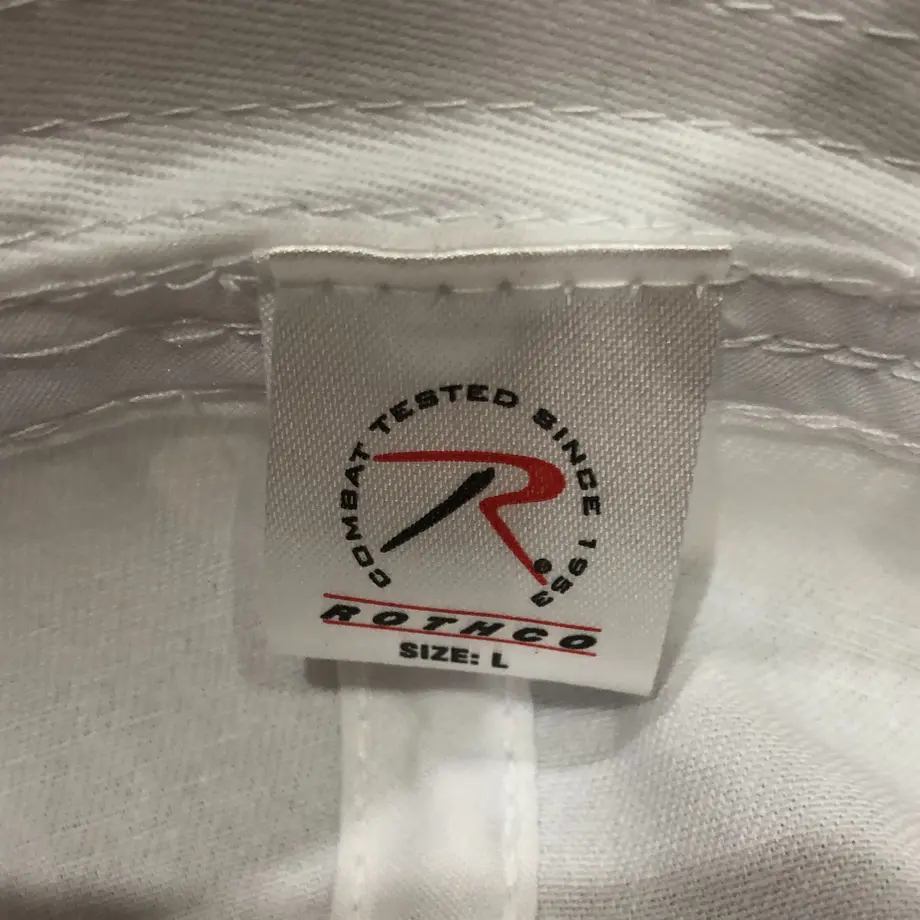 COMBAT TESTED SINCE 1953
R
®
ROTHCO
SIZE: L